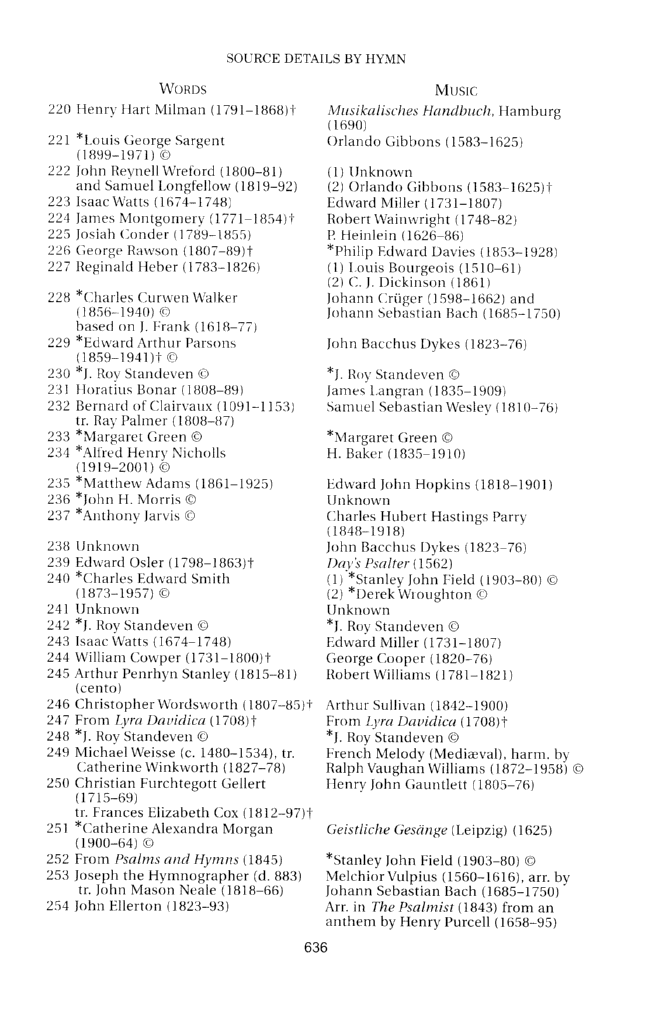 SOURCE DETAILS BY HYMN
WORDS
220 Henry Hart Milman (1791–1868)†
221 *Louis George Sargent
(1899–1971) ©
222 John Reynell Wreford (1800–81)
and Samuel Longfellow (1819–92)
223 Isaac Watts (1674–1748)
224 James Montgomery (1771–1854)†
225 Josiah Conder (1789–1855)
226 George Rawson (1807–89)†
227 Reginald Heber (1783–1826)
228 *Charles Curwen Walker
(1856–1940) ©
based on J. Frank (1618–77)
229 *Edward Arthur Parsons
(1859–1941)† ©
230 *J. Roy Standeven ©
231 Horatius Bonar (1808–89)
232 Bernard of Clairvaux (1091–1153)
tr. Ray Palmer (1808–87)
233 *Margaret Green ©
234 *Alfred Henry Nicholls
(1919–2001) ©
235 *Matthew Adams (1861–1925)
236 *John H. Morris ©
237 *Anthony Jarvis ©
238 Unknown
239 Edward Osler (1798–1863)†
240 *Charles Edward Smith
(1873–1957) ©
241 Unknown
242 *J. Roy Standeven ©
243 Isaac Watts (1674–1748)
244 William Cowper (1731–1800)†
245 Arthur Penrhyn Stanley (1815–81)
(cento)
246 Christopher Wordsworth (1807–85)†
247 From Lyra Davidica (1708)†
248 *J. Roy Standeven ©
249 Michael Weisse (c. 1480–1534), tr.
Catherine Winkworth (1827–78)
250 Christian Furchtegott Gellert
(1715–69)
tr. Frances Elizabeth Cox (1812–97)†
251 *Catherine Alexandra Morgan
(1900–64) ©
252 From Psalms and Hymns (1845)
253 Joseph the Hymnographer (d. 883)
tr. John Mason Neale (1818–66)
254 John Ellerton (1823–93)
MUSIC
Musikalisches Handbuch, Hamburg
(1690)
Orlando Gibbons (1583–1625)
(1) Unknown
(2) Orlando Gibbons (1583–1625)†
Edward Miller (1731–1807)
Robert Wainwright (1748–82)
P. Heinlein (1626–86)
*Philip Edward Davies (1853–1928)
(1) Louis Bourgeois (1510–61)
(2) C. J. Dickinson (1861)
Johann Crüger (1598–1662) and
Johann Sebastian Bach (1685–1750)
John Bacchus Dykes (1823–76)
*J. Roy Standeven ©
James Langran (1835–1909)
Samuel Sebastian Wesley (1810–76)
*Margaret Green ©
H. Baker (1835–1910)
Edward John Hopkins (1818–1901)
Unknown
Charles Hubert Hastings Parry
(1848–1918)
John Bacchus Dykes (1823–76)
Day's Psalter (1562)
(1) *Stanley John Field (1903–80) ©
(2) *Derek Wroughton ©
Unknown
*J. Roy Standeven ©
Edward Miller (1731–1807)
George Cooper (1820–76)
Robert Williams (1781–1821)
Arthur Sullivan (1842–1900)
From Lyra Davidica (1708)†
*J. Roy Standeven ©
French Melody (Mediæval), harm. by
Ralph Vaughan Williams (1872–1958) ©
Henry John Gauntlett (1805–76)
Geistliche Gesänge (Leipzig) (1625)
*Stanley John Field (1903–80) ©
Melchior Vulpius (1560–1616), arr. by
Johann Sebastian Bach (1685–1750)
Arr. in The Psalmist (1843) from an
anthem by Henry Purcell (1658–95)
636